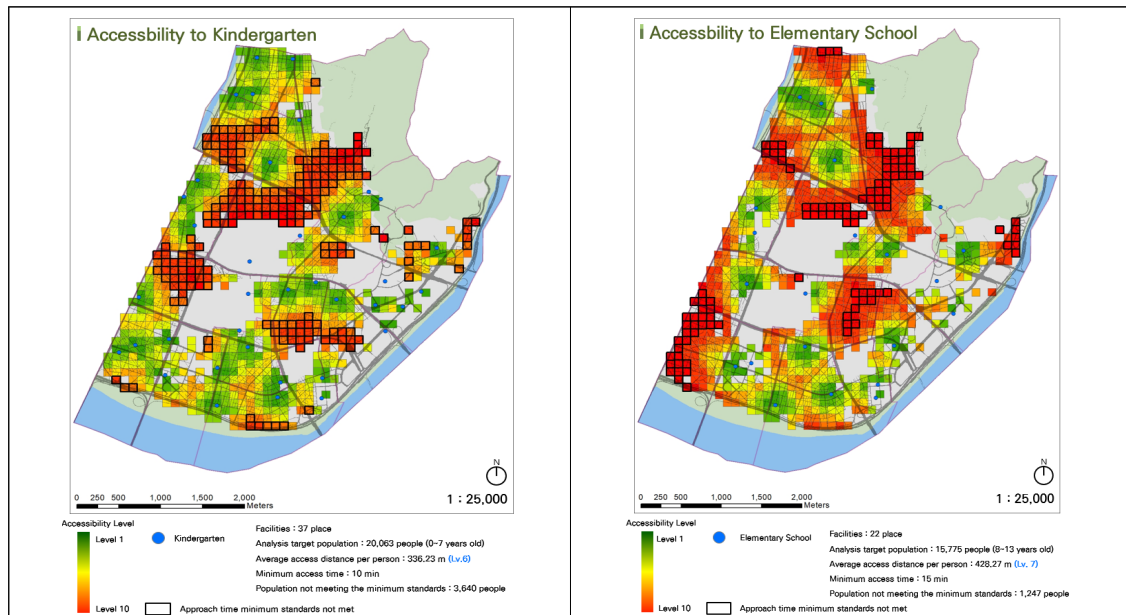 Accessbility to Kindergarten
N
0 250 500 1,000 1,500 2,000
Meters
1 : 25,000
Accessibility Level
Level 1
Level 10
Kindergarten
Facilities : 37 place
Analysis target population : 20,063 people (0~7 years old)
Average access distance per person : 336.23 m (Lv.6)
Minimum access time : 10 min
Population not meeting the minimum standards : 3,640 people
Approach time minimum standards not met
Accessbility to Elementary School
N
0 250 500 1,000 1,500 2,000
Meters
1 : 25,000
Accessibility Level
Level 1
Level 10
Elementary School
Facilities : 22 place
Analysis target population : 15,775 people (8~13 years old)
Average access distance per person : 428.27 m (Lv. 7)
Minimum access time : 15 min
Population not meeting the minimum standards : 1,247 people
Approach time minimum standards not met